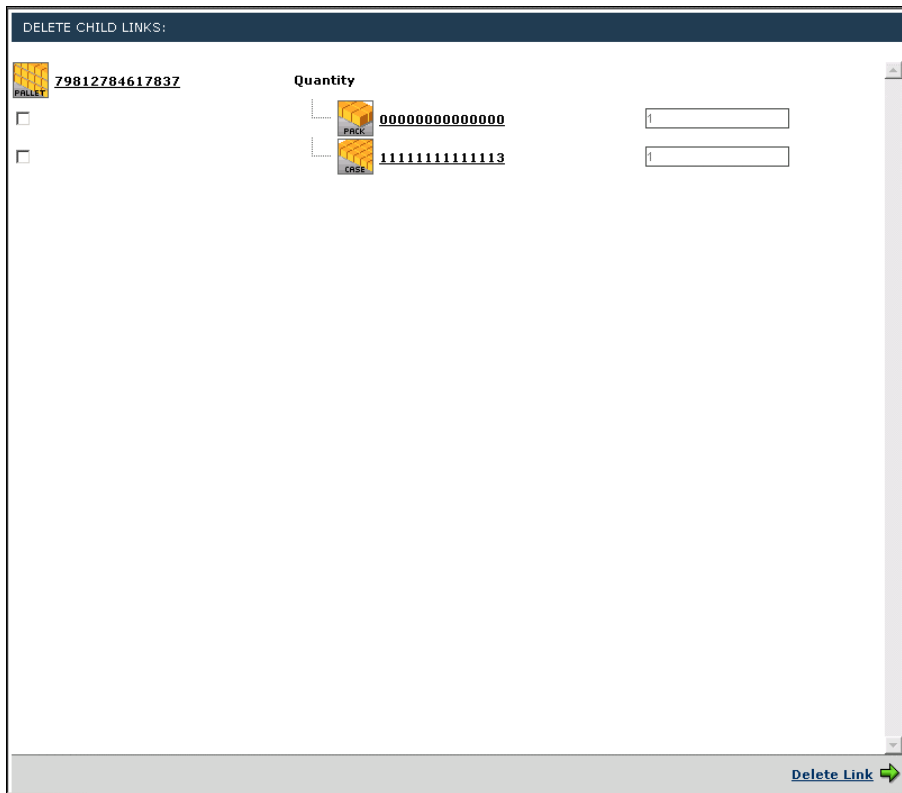 DELETE CHILD LINKS:
PALLET 79812784617837 Quantity
PACK 00000000000000 1
CASE 11111111111113 1
Delete Link